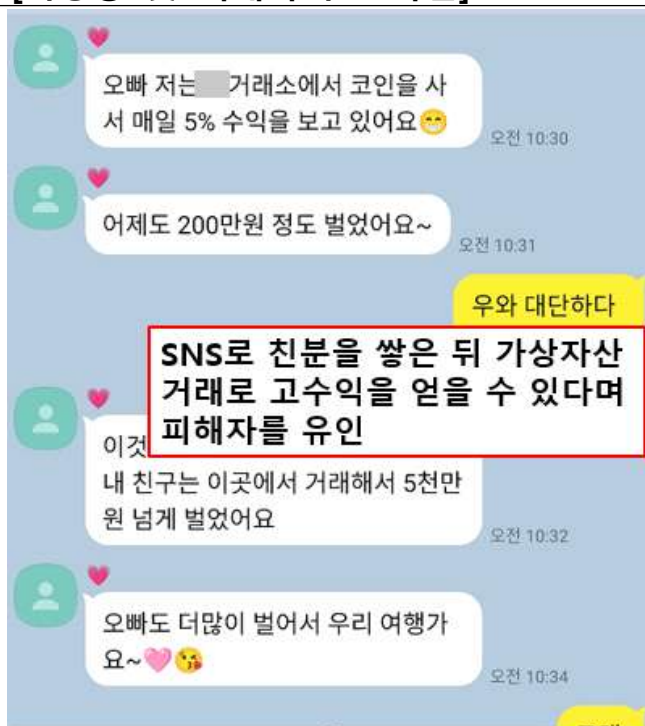 오빠 저는 거래소에서 코인을 사
서 매일 5% 수익을 보고 있어요😁
오전 10:30
어제도 200만원 정도 벌었어요~
오전 10:31
우와 대단하다
SNS로 친분을 쌓은 뒤 가상자산
거래로 고수익을 얻을 수 있다며
피해자를 유인
이것
내 친구는 이곳에서 거래해서 5천만
원 넘게 벌었어요
오전 10:32
오빠도 더많이 벌어서 우리 여행가
요~🩷😘
오전 10:34